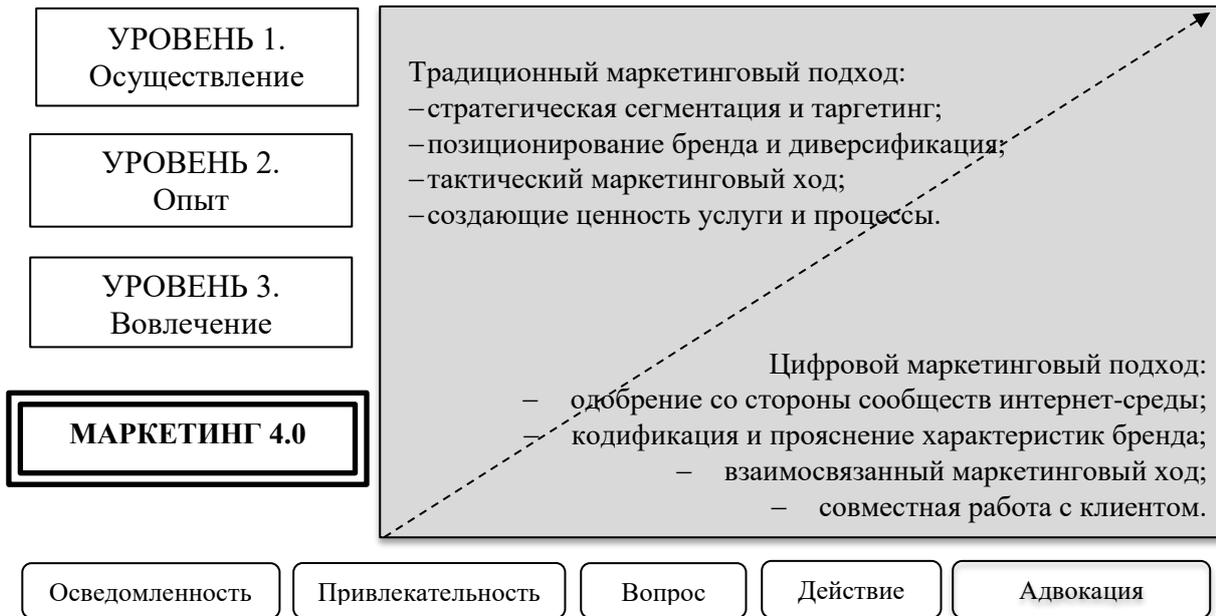 УРОВЕНЬ 1.
Осуществление
УРОВЕНЬ 2.
Опыт
УРОВЕНЬ 3.
Вовлечение
МАРКЕТИНГ 4.0
Традиционный маркетинговый подход:
–стратегическая сегментация и таргетинг;
–позиционирование бренда и диверсификация;
–тактический маркетинговый ход;
–создающие ценность услуги и процессы.
Цифровой маркетинговый подход:
– одобрение со стороны сообществ интернет-среды;
– кодификация и прояснение характеристик бренда;
– взаимосвязанный маркетинговый ход;
– совместная работа с клиентом.
Осведомленность
Привлекательность
Вопрос
Действие
Адвокация